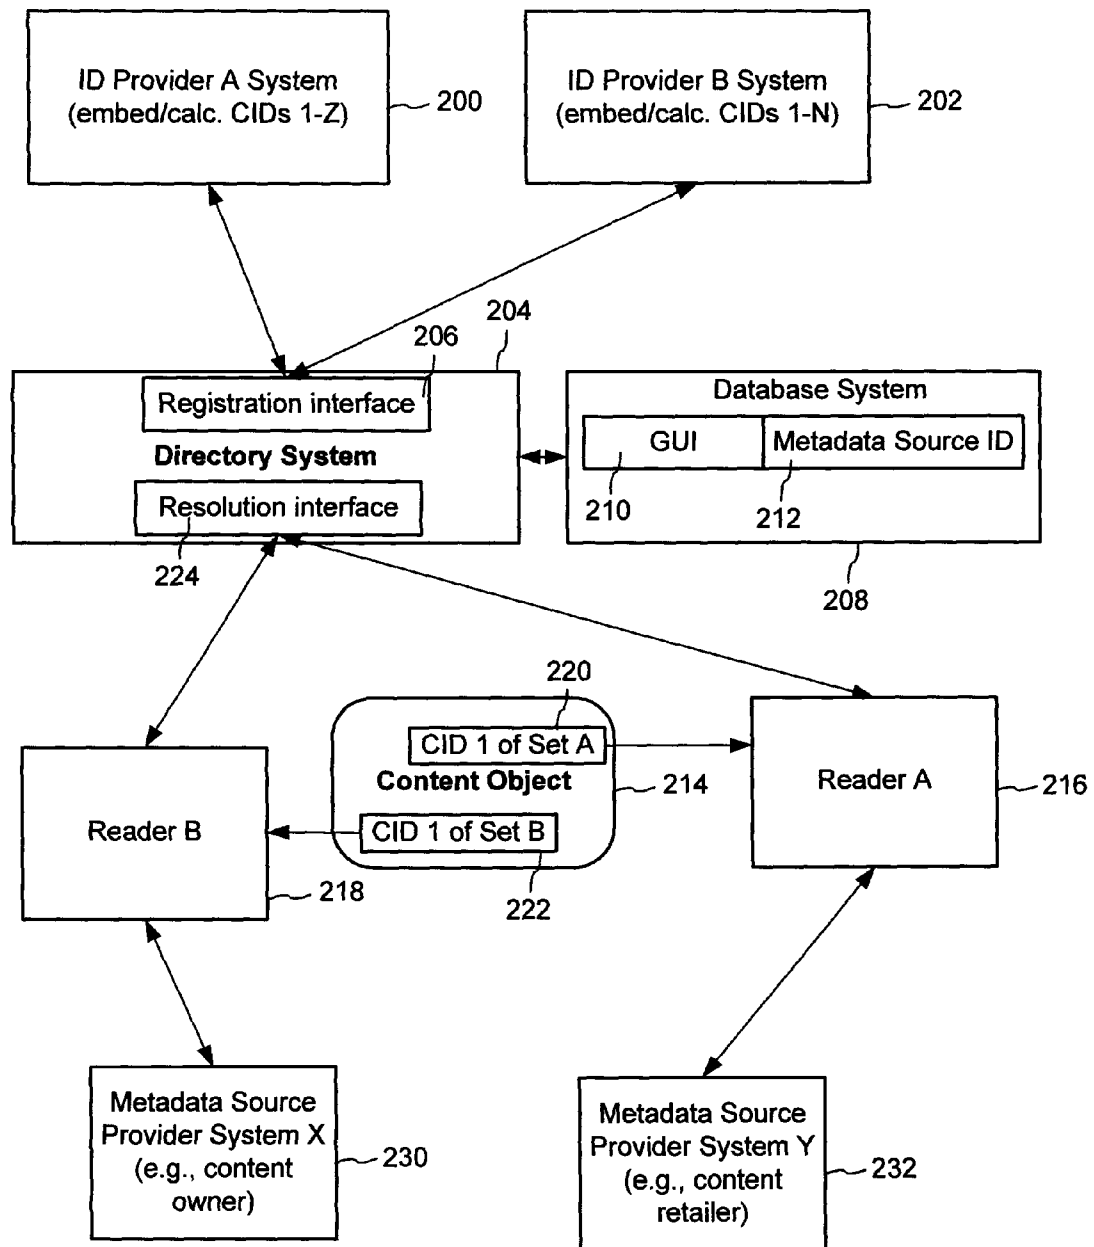 ID Provider A System
(embed/calc. CIDs 1-Z)
200
ID Provider B System
(embed/calc. CIDs 1-N)
202
204
206
Registration interface
Directory System
Resolution interface
224
Database System
GUI
Metadata Source ID
210
212
208
220
CID 1 of Set A
Content Object
214
CID 1 of Set B
222
Reader A
216
Reader B
218
Metadata Source
Provider System X
(e.g., content
owner)
230
Metadata Source
Provider System Y
(e.g., content
retailer)
232